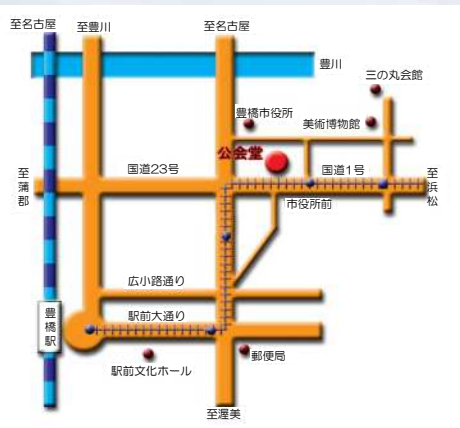 至名古屋
至豊川
至名古屋
豊川
三の丸会館
豊橋市役所
美術博物館
公会堂
国道23号
国道1号
至蒲郡
至浜松
市役所前
広小路通り
豊橋駅
駅前大通り
郵便局
駅前文化ホール
至渥美